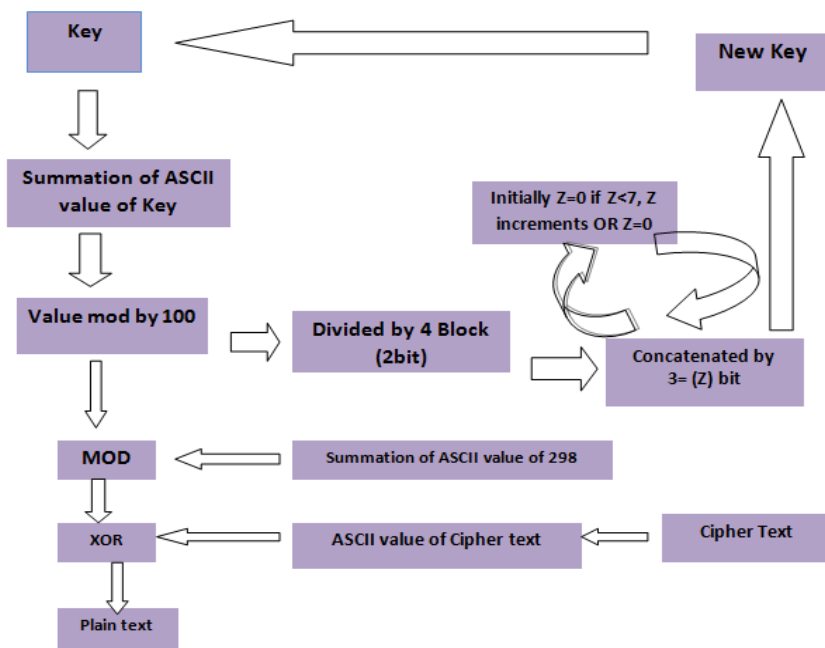 Key
New Key
Summation of ASCII
value of Key
Initially Z=0 if Z<7, Z
increments OR Z=0
Value mod by 100
Divided by 4 Block
(2bit)
Concatenated by
3= (Z) bit
MOD
Summation of ASCII value of 298
XOR
ASCII value of Cipher text
Cipher Text
Plain text